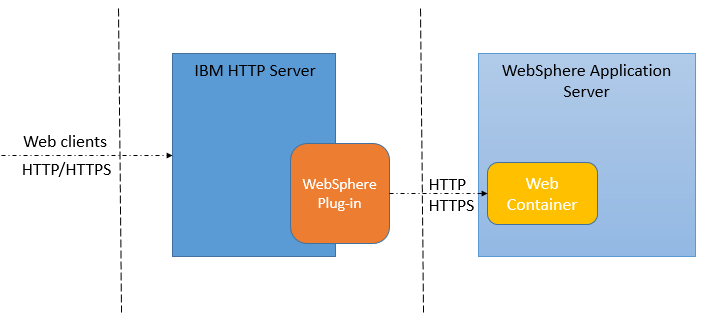 IBM HTTP Server
WebSphere Application
Server
Web clients
HTTP/HTTPS
WebSphere
Plug-in
HTTP
HTTPS
Web
Container